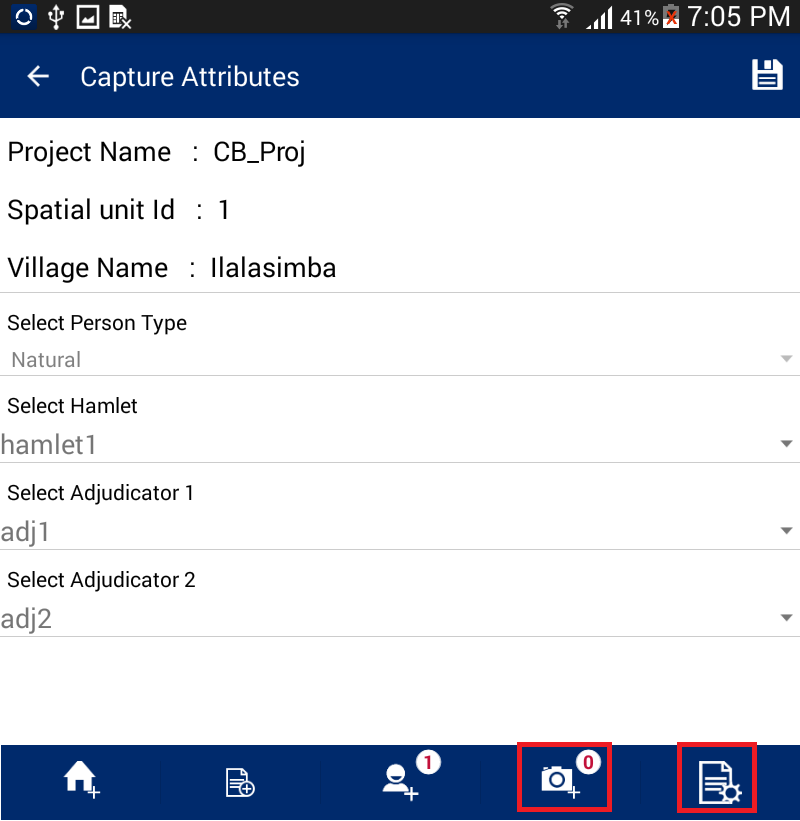 41% 7:05 PM
Capture Attributes
Project Name : CB_Proj
Spatial unit Id : 1
Village Name : Ilalasimba
Select Person Type
Natural
Select Hamlet
hamlet1
Select Adjudicator 1
adj1
Select Adjudicator 2
adj2
1 0